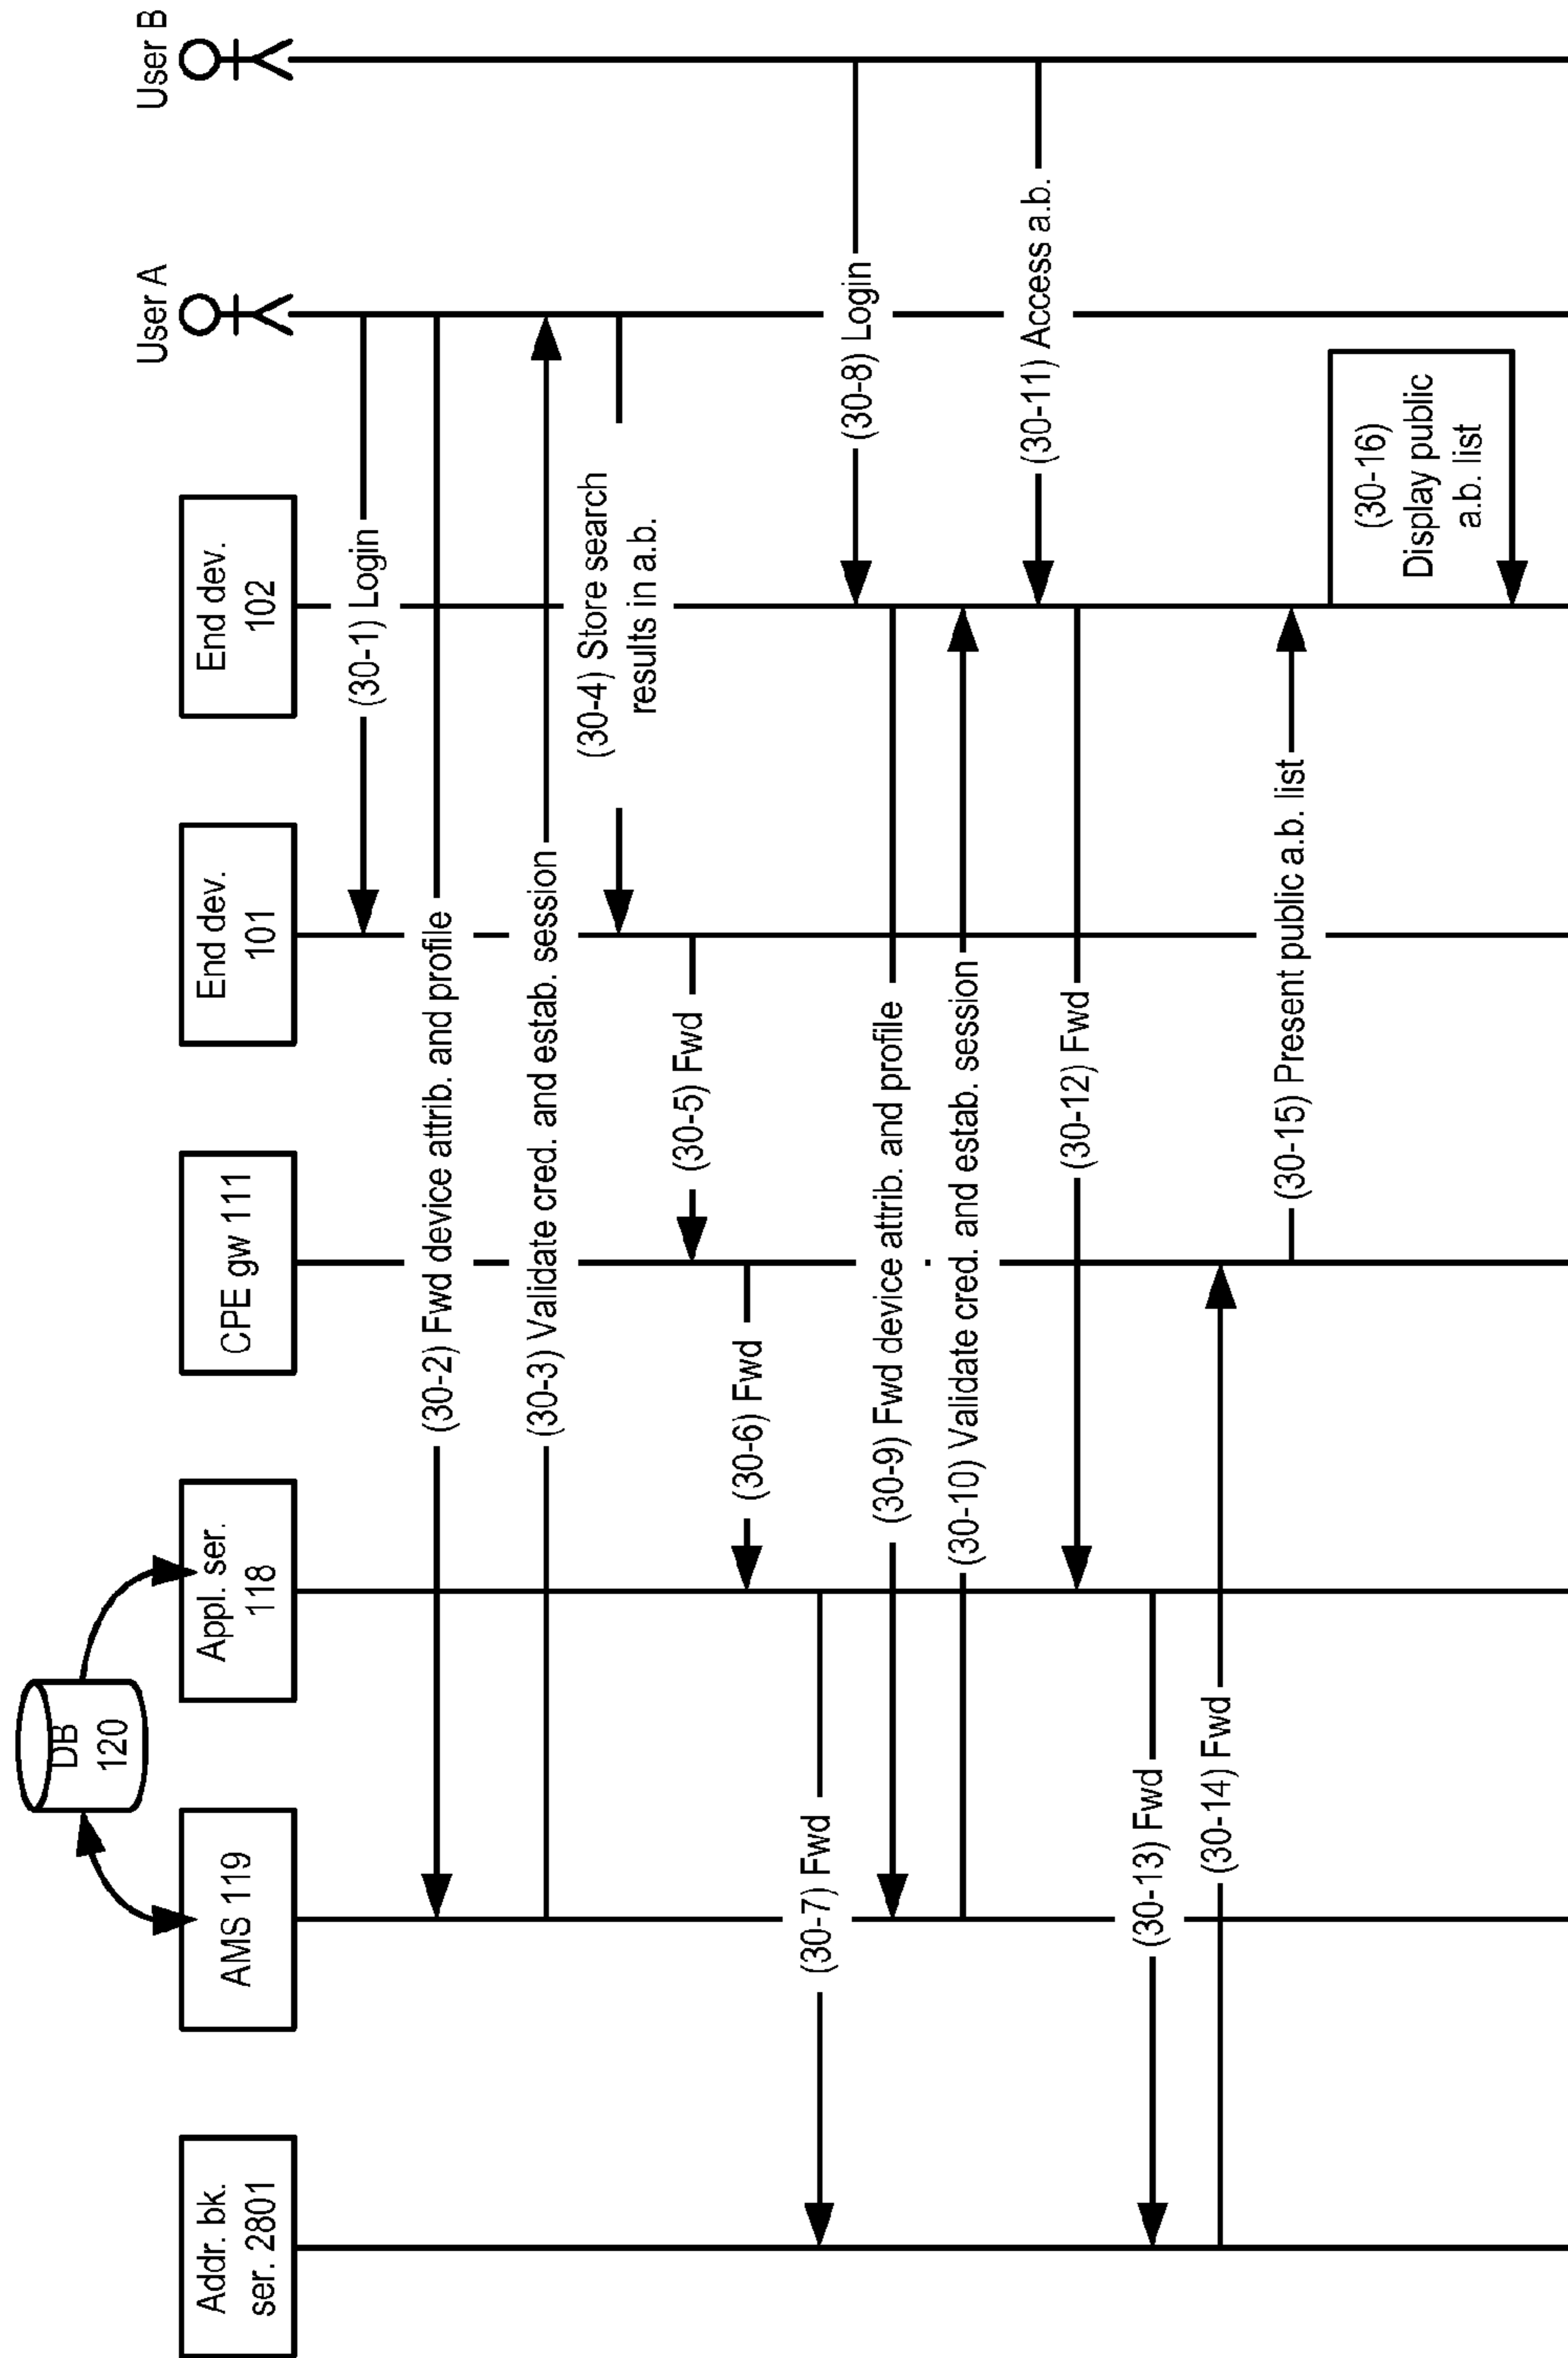 DB
120
Addr. bk.
ser. 2801
AMS 119
Appl. ser.
118
CPE gw 111
End dev.
101
End dev.
102
User A
User B
(30-1) Login
(30-2) Fwd device attrib. and profile
(30-3) Validate cred. and estab. session
(30-4) Store search
results in a.b.
(30-5) Fwd
(30-6) Fwd
(30-7) Fwd
(30-8) Login
(30-9) Fwd device attrib. and profile
(30-10) Validate cred. and estab. session
(30-11) Access a.b.
(30-12) Fwd
(30-13) Fwd
(30-14) Fwd
(30-15) Present public a.b. list
(30-16)
Display public
a.b. list